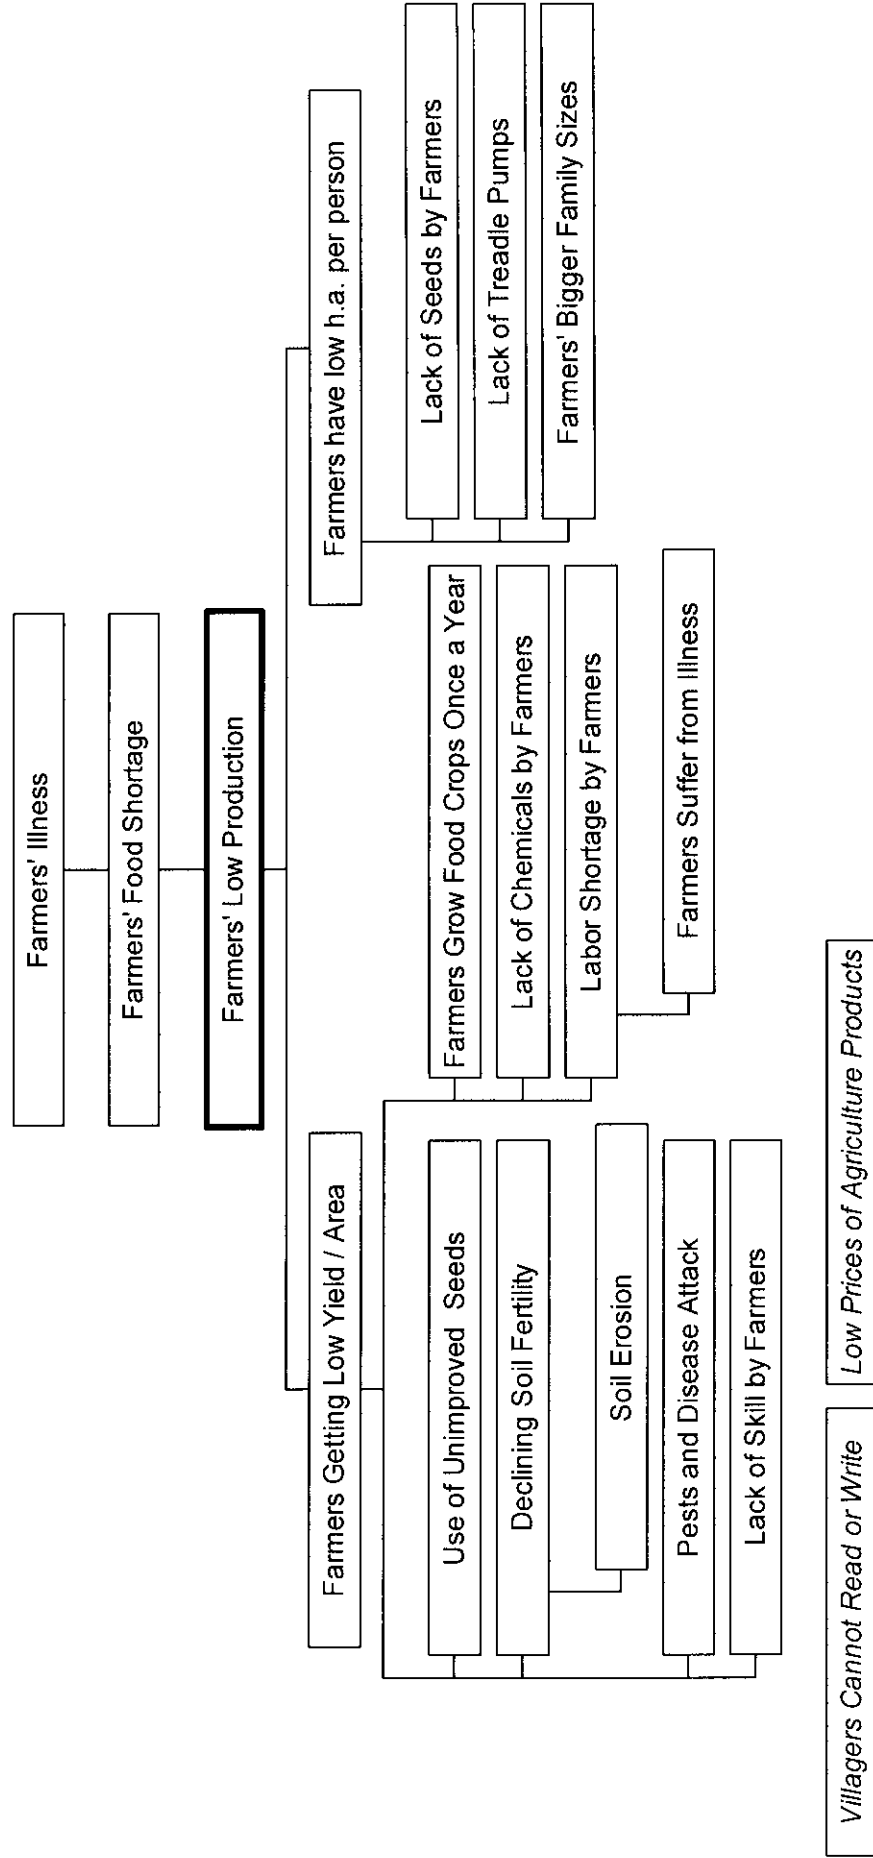 Farmers' Illness
Farmers' Food Shortage
Farmers' Low Production
Farmers Getting Low Yield / Area
Farmers have low h.a. per person
Use of Unimproved Seeds
Declining Soil Fertility
Soil Erosion
Pests and Disease Attack
Lack of Skill by Farmers
Farmers Grow Food Crops Once a Year
Lack of Chemicals by Farmers
Labor Shortage by Farmers
Farmers Suffer from Illness
Lack of Seeds by Farmers
Lack of Treadle Pumps
Farmers' Bigger Family Sizes
Villagers Cannot Read or Write
Low Prices of Agriculture Products